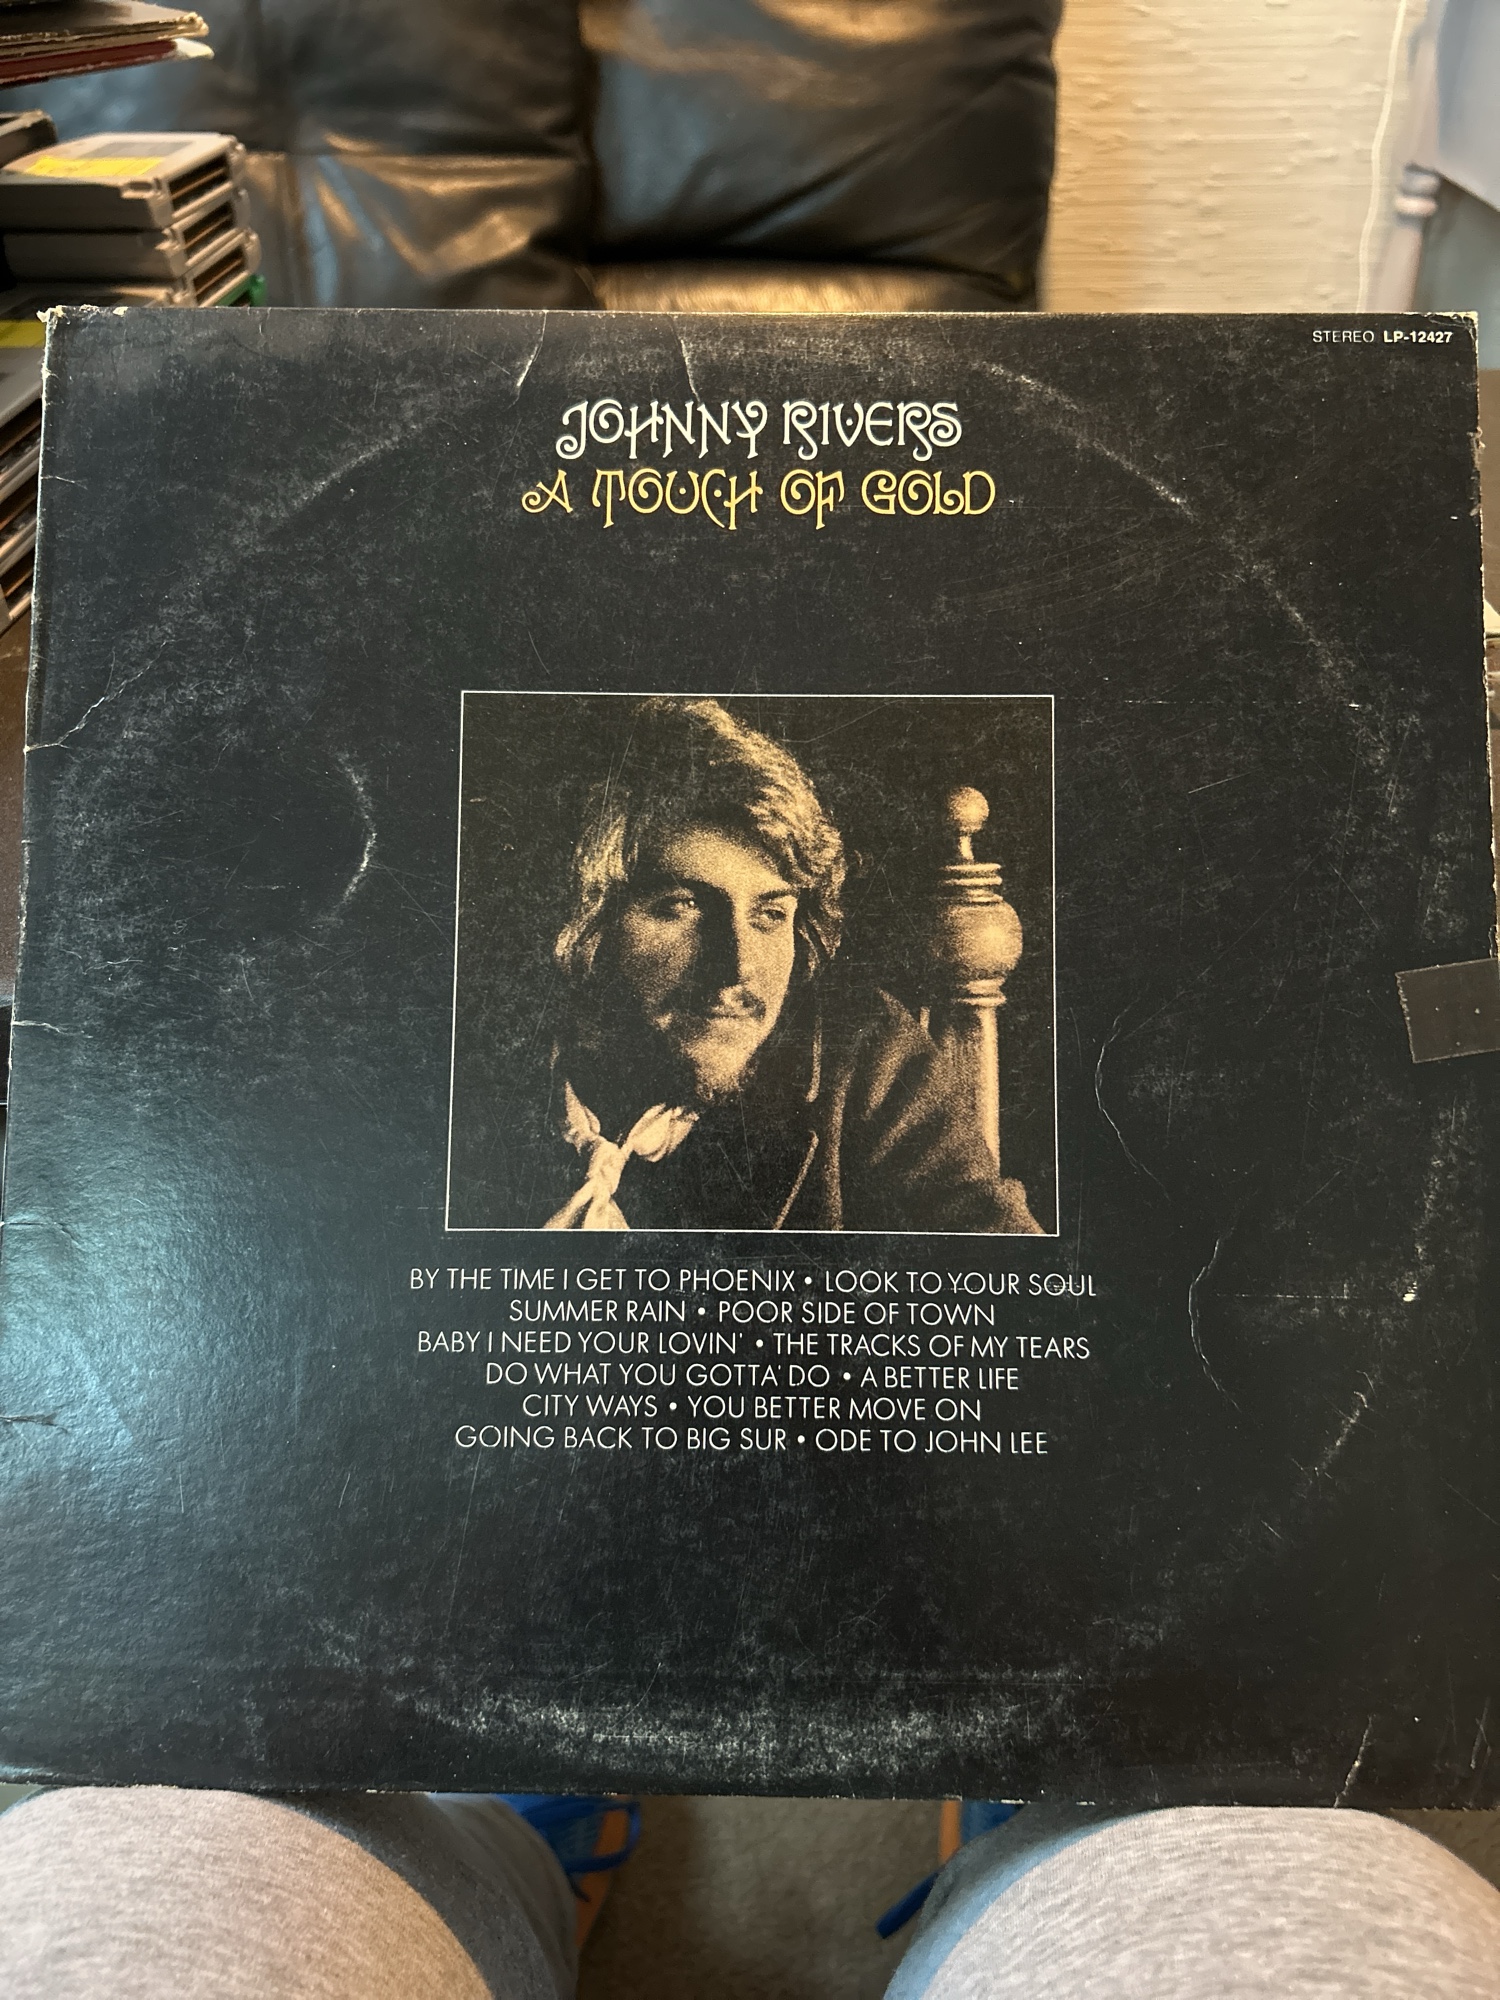 STEREO LP-12427
JOHNNY RIVERS
A TOUCH OF GOLD
BY THE TIME I GET TO PHOENIX • LOOK TO YOUR SOUL
SUMMER RAIN • POOR SIDE OF TOWN
BABY I NEED YOUR LOVIN' • THE TRACKS OF MY TEARS
DO WHAT YOU GOTTA' DO • A BETTER LIFE
CITY WAYS • YOU BETTER MOVE ON
GOING BACK TO BIG SUR • ODE TO JOHN LEE